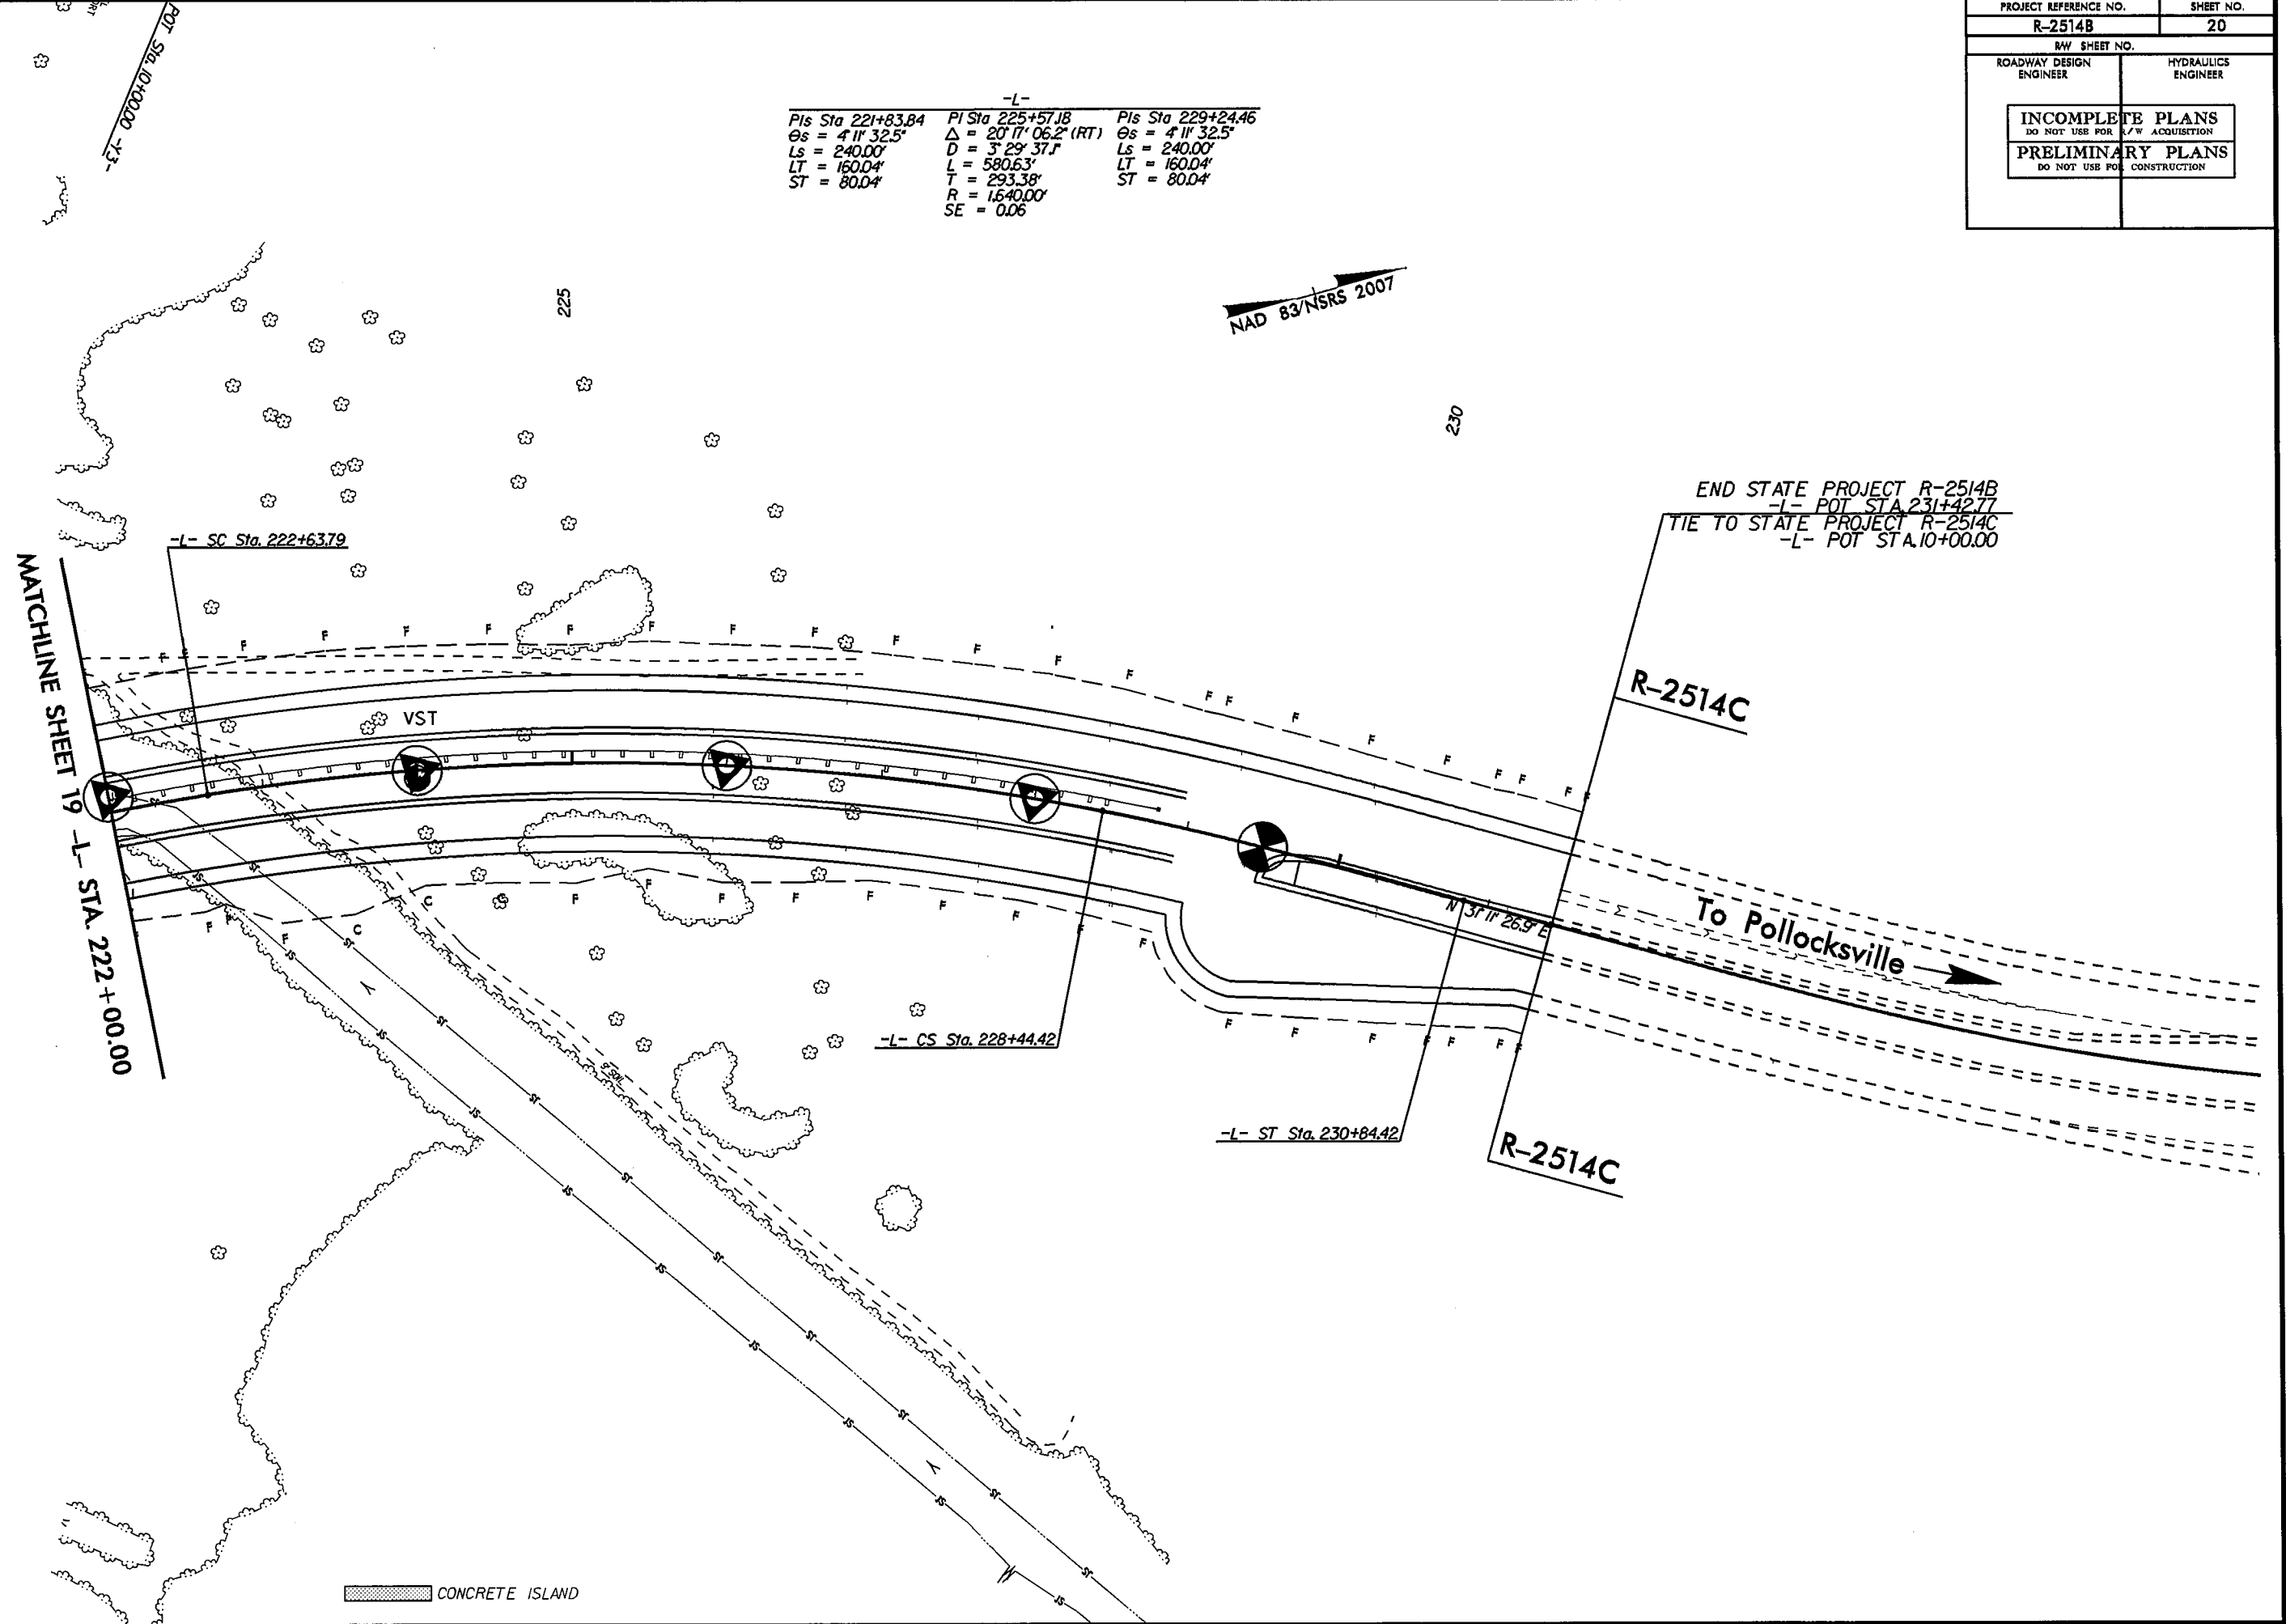 PROJECT REFERENCE NO. SHEET NO.
R-2514B 20
RW SHEET NO.
ROADWAY DESIGN ENGINEER
HYDRAULICS ENGINEER
INCOMPLETE PLANS
DO NOT USE FOR R/W ACQUISITION
PRELIMINARY PLANS
DO NOT USE FOR CONSTRUCTION
POT Sta. 10+00.00 -Y3-
-L-
PIs Sta 221+83.84
Θs = 4° 11' 32.5"
Ls = 240.00'
LT = 160.04'
ST = 80.04'
PI Sta 225+57.18
Δ = 20° 17' 06.2" (RT)
D = 3° 29' 37.1"
L = 580.63'
T = 293.38'
R = 1,640.00'
SE = 0.06
PIs Sta 229+24.46
Θs = 4° 11' 32.5"
Ls = 240.00'
LT = 160.04'
ST = 80.04'
NAD 83/NSRS 2007
225
230
END STATE PROJECT R-2514B
-L- POT STA.231+42.77
TIE TO STATE PROJECT R-2514C
-L- POT STA.10+00.00
-L- SC Sta. 222+63.79
MATCHLINE SHEET 19 -L- STA. 222+00.00
VST
R-2514C
N 31° 11' 26.9" E
To Pollocksville
-L- CS Sta. 228+44.42
-L- ST Sta. 230+84.42
R-2514C
CONCRETE ISLAND